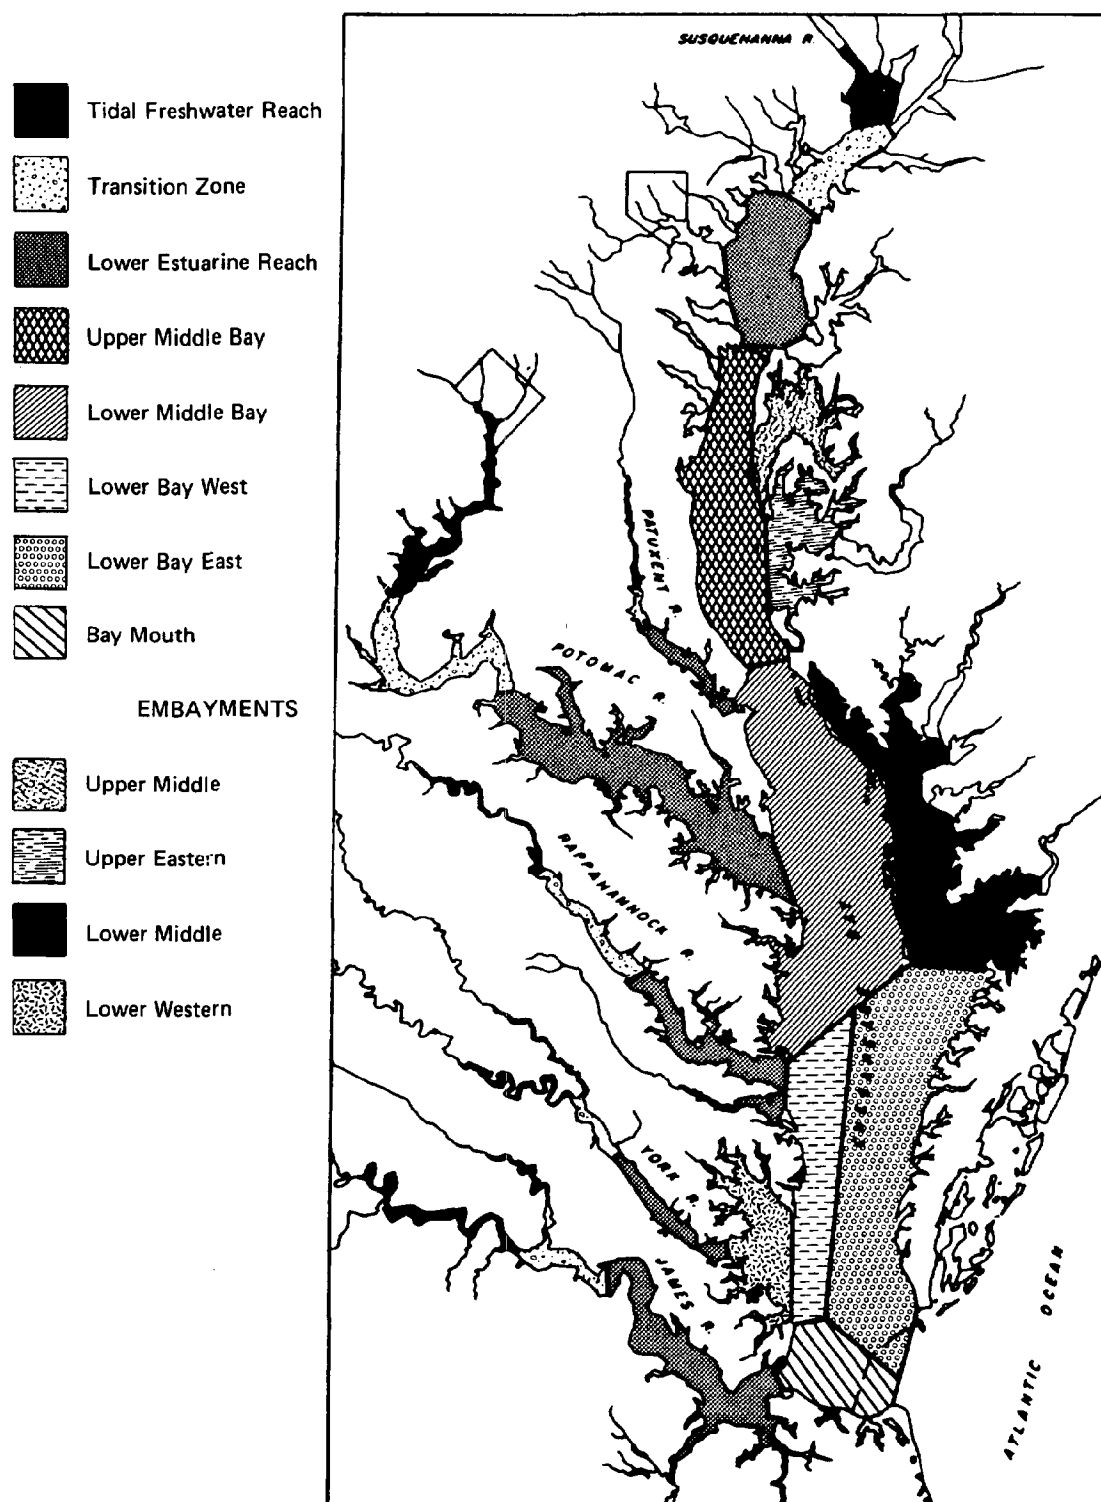 SUSQUEHANNA R.
Tidal Freshwater Reach
Transition Zone
Lower Estuarine Reach
Upper Middle Bay
Lower Middle Bay
Lower Bay West
Lower Bay East
Bay Mouth
EMBAYMENTS
Upper Middle
Upper Eastern
Lower Middle
Lower Western
PATUXENT R.
POTOMAC R.
RAPPAHANNOCK R.
YORK R.
JAMES R.
ATLANTIC OCEAN